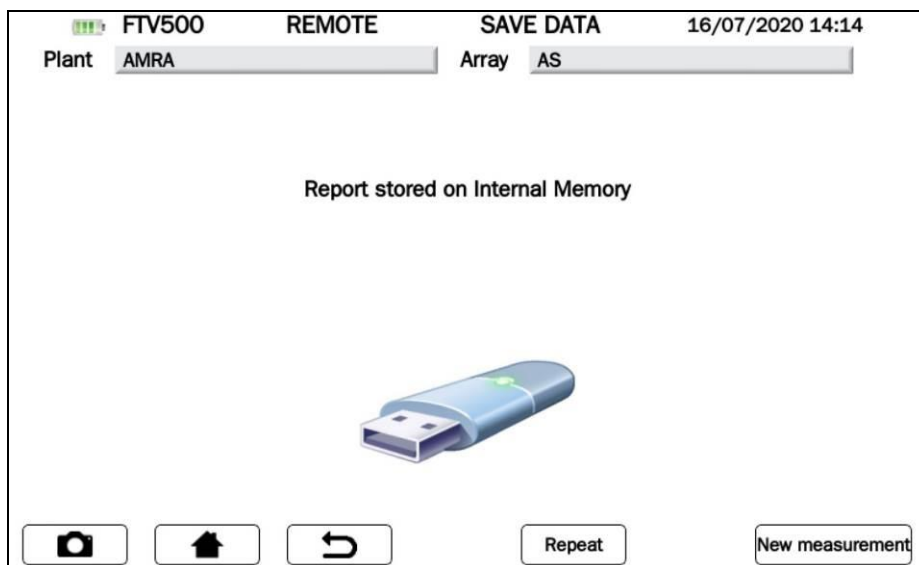 FTV500 REMOTE SAVE DATA 16/07/2020 14:14
Plant AMRA Array AS
Report stored on Internal Memory
Repeat New measurement